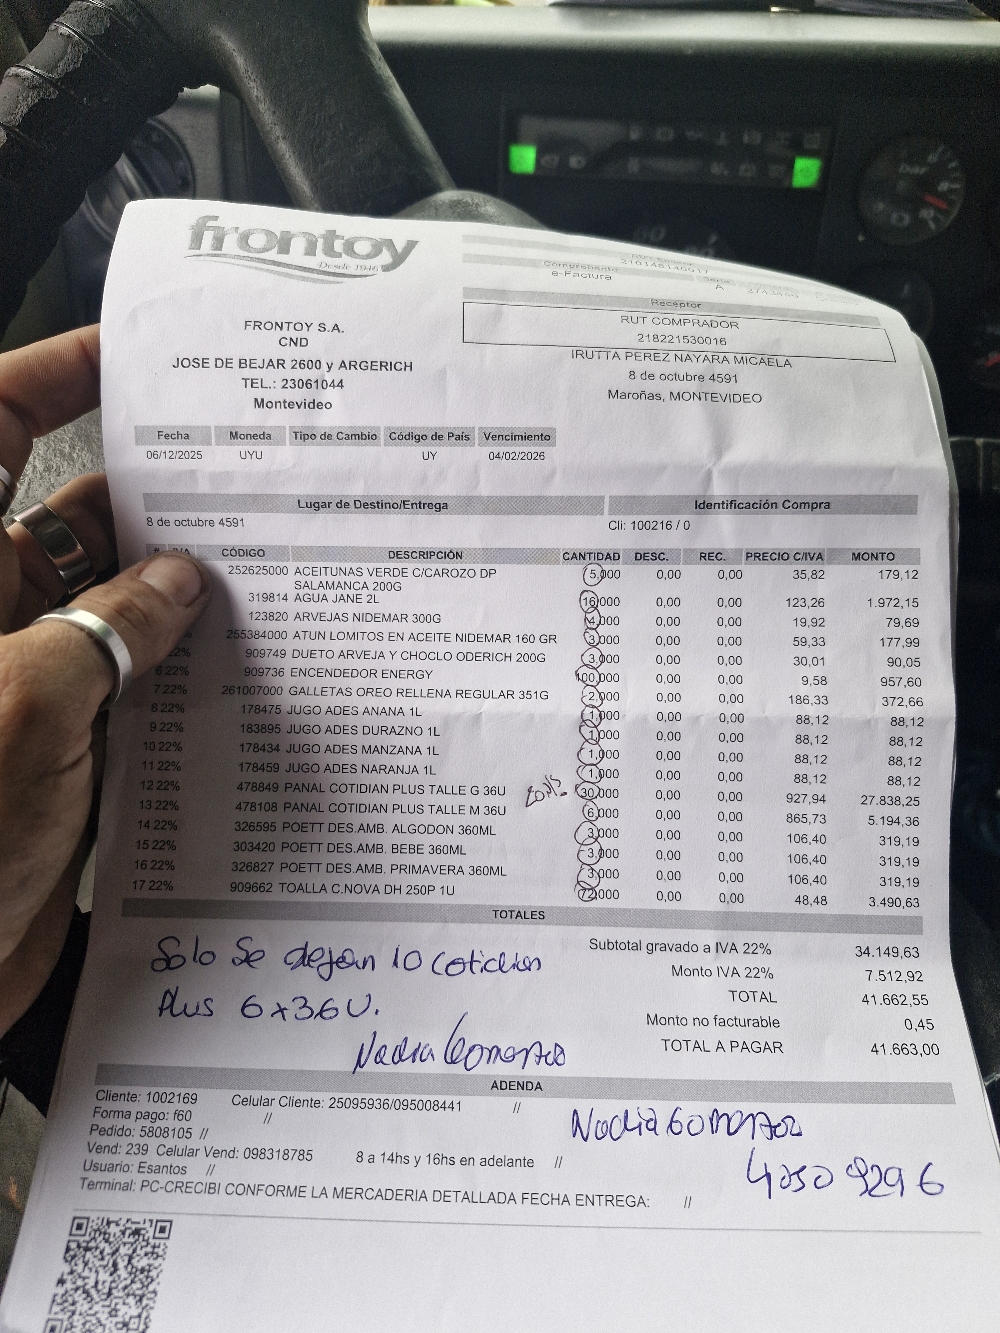 frontoy
Desde 1946
Comprobante
e-Factura
A
Receptor
RUT COMPRADOR
218221530016
IRUTTA PEREZ NAYARA MICAELA
8 de octubre 4591
Maroñas, MONTEVIDEO
FRONTOY S.A.
CND
JOSE DE BEJAR 2600 y ARGERICH
TEL.: 23061044
Montevideo
Fecha Moneda Tipo de Cambio Código de País Vencimiento
06/12/2025 UYU UY 04/02/2026
Lugar de Destino/Entrega Identificación Compra
8 de octubre 4591 Cli: 100216 / 0
CÓDIGO DESCRIPCIÓN CANTIDAD DESC. REC. PRECIO C/IVA MONTO
252625000 ACEITUNAS VERDE C/CAROZO DP 5,000 0,00 0,00 35,82 179,12
SALAMANCA 200G
319814 AGUA JANE 2L 16,000 0,00 0,00 123,26 1.972,15
123820 ARVEJAS NIDEMAR 300G 4,000 0,00 0,00 19,92 79,69
255384000 ATUN LOMITOS EN ACEITE NIDEMAR 160 GR 3,000 0,00 0,00 59,33 177,99
22% 909749 DUETO ARVEJA Y CHOCLO ODERICH 200G 3,000 0,00 0,00 30,01 90,05
6 22% 909736 ENCENDEDOR ENERGY 100,000 0,00 0,00 9,58 957,60
7 22% 261007000 GALLETAS OREO RELLENA REGULAR 351G 2,000 0,00 0,00 186,33 372,66
8 22% 178475 JUGO ADES ANANA 1L 1,000 0,00 0,00 88,12 88,12
9 22% 183895 JUGO ADES DURAZNO 1L 1,000 0,00 0,00 88,12 88,12
10 22% 178434 JUGO ADES MANZANA 1L 1,000 0,00 0,00 88,12 88,12
11 22% 178459 JUGO ADES NARANJA 1L 1,000 0,00 0,00 88,12 88,12
12 22% 478849 PANAL COTIDIAN PLUS TALLE G 36U 30,000 0,00 0,00 927,94 27.838,25
13 22% 478108 PANAL COTIDIAN PLUS TALLE M 36U 6,000 0,00 0,00 865,73 5.194,36
14 22% 326595 POETT DES.AMB. ALGODON 360ML 3,000 0,00 0,00 106,40 319,19
15 22% 303420 POETT DES.AMB. BEBE 360ML 3,000 0,00 0,00 106,40 319,19
16 22% 326827 POETT DES.AMB. PRIMAVERA 360ML 3,000 0,00 0,00 106,40 319,19
17 22% 909662 TOALLA C.NOVA DH 250P 1U 72,000 0,00 0,00 48,48 3.490,63
TOTALES
Subtotal gravado a IVA 22% 34.149,63
Monto IVA 22% 7.512,92
TOTAL 41.662,55
Monto no facturable 0,45
TOTAL A PAGAR 41.663,00
Solo Se dejan 10 cotidian
Plus 6x36U.
Nadia
ADENDA
Cliente: 1002169 Celular Cliente: 25095936/095008441 //
Forma pago: f60 //
Pedido: 5808105 //
Vend: 239 Celular Vend: 098318785 8 a 14hs y 16hs en adelante //
Usuario: Esantos //
Terminal: PC-CRECIBI CONFORME LA MERCADERIA DETALLADA FECHA ENTREGA: //
Nadia